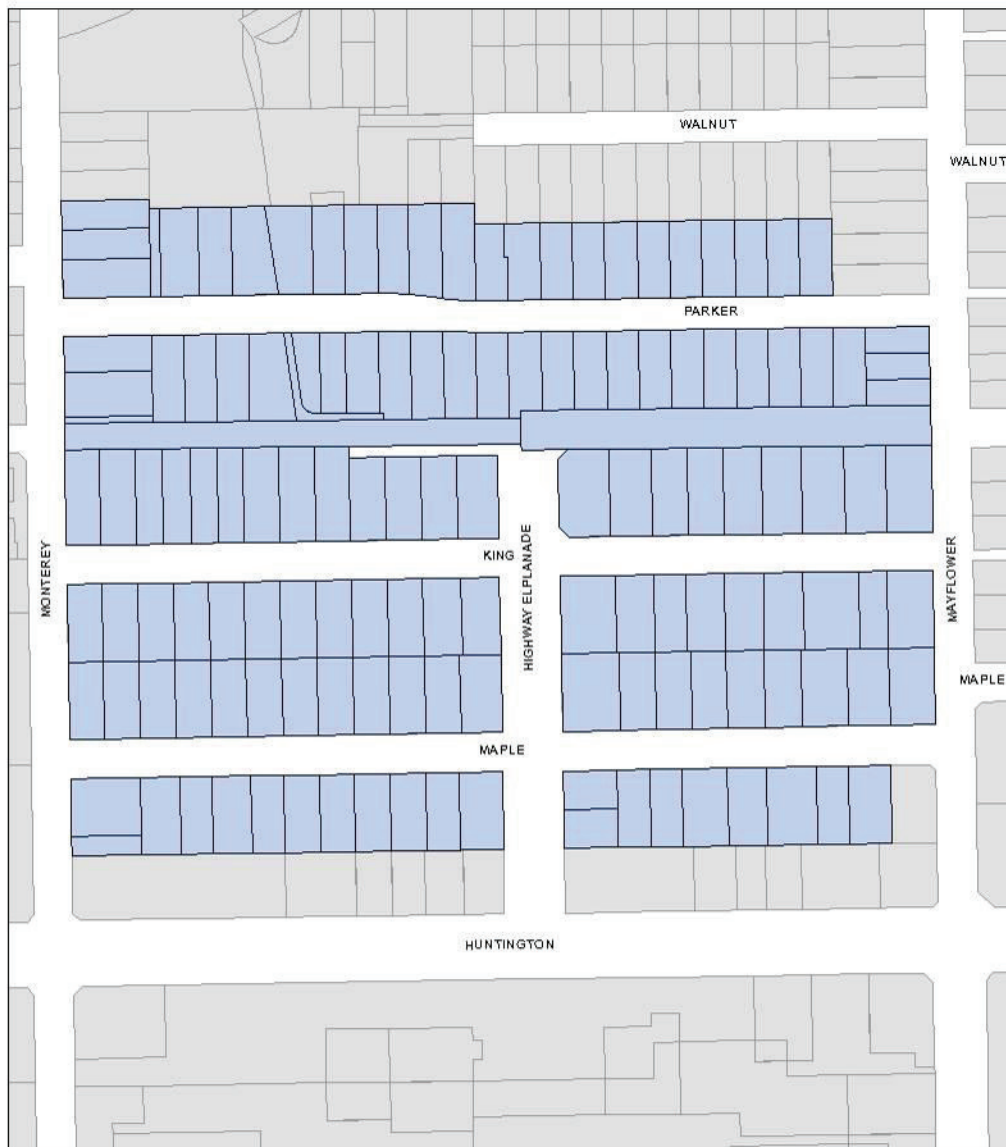 WALNUT
WALNUT
PARKER
KING
HIGHWAY ELPLANADE
MONTEREY
MAYFLOWER
MAPLE
MAPLE
HUNTINGTON